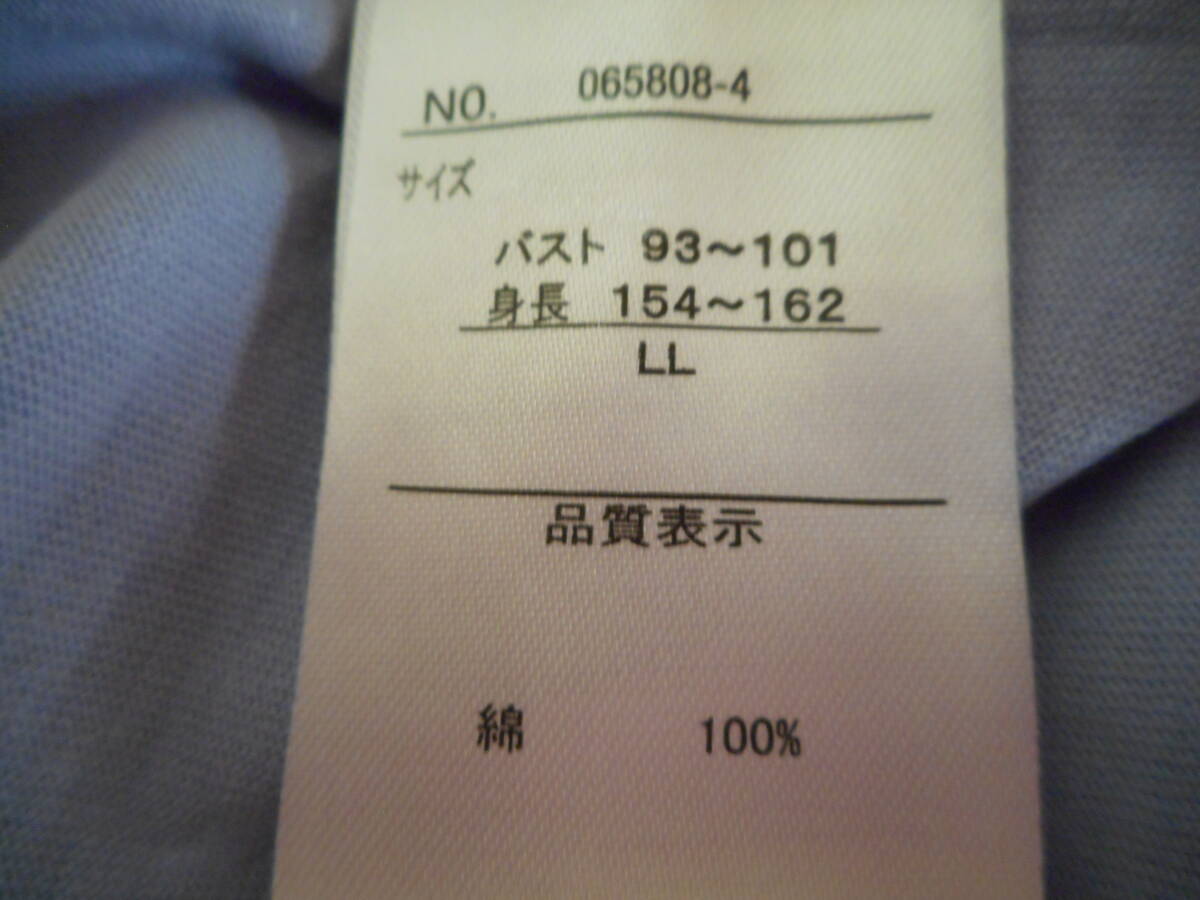 NO. 065808-4
サイズ
バスト 93～101
身長 154～162
LL
品質表示
綿 100%